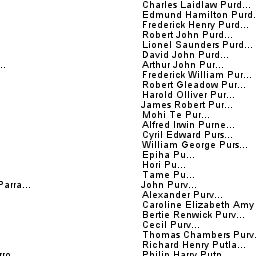 Charles Laidlaw Purd...
Edmund Hamilton Purd.
Frederick Henry Purd...
Robert John Purd...
Lionel Saunders Purd...
David John Purd...
.. Arthur John Pur...
Frederick William Pur...
Robert Gleadow Pur...
Harold Olliver Pur...
James Robert Pur...
Mohi Te Pur...
Alfred Irwin Purne...
Cyril Edward Purs...
William George Purs...
Epiha Pu...
Hori Pu...
Tame Pu...
Parra... John Purv...
Alexander Purv...
Caroline Elizabeth Amy
Bertie Renwick Purv...
Cecil Purv...
Thomas Chambers Purv.
Richard Henry Putla...
Philip Harry Putn